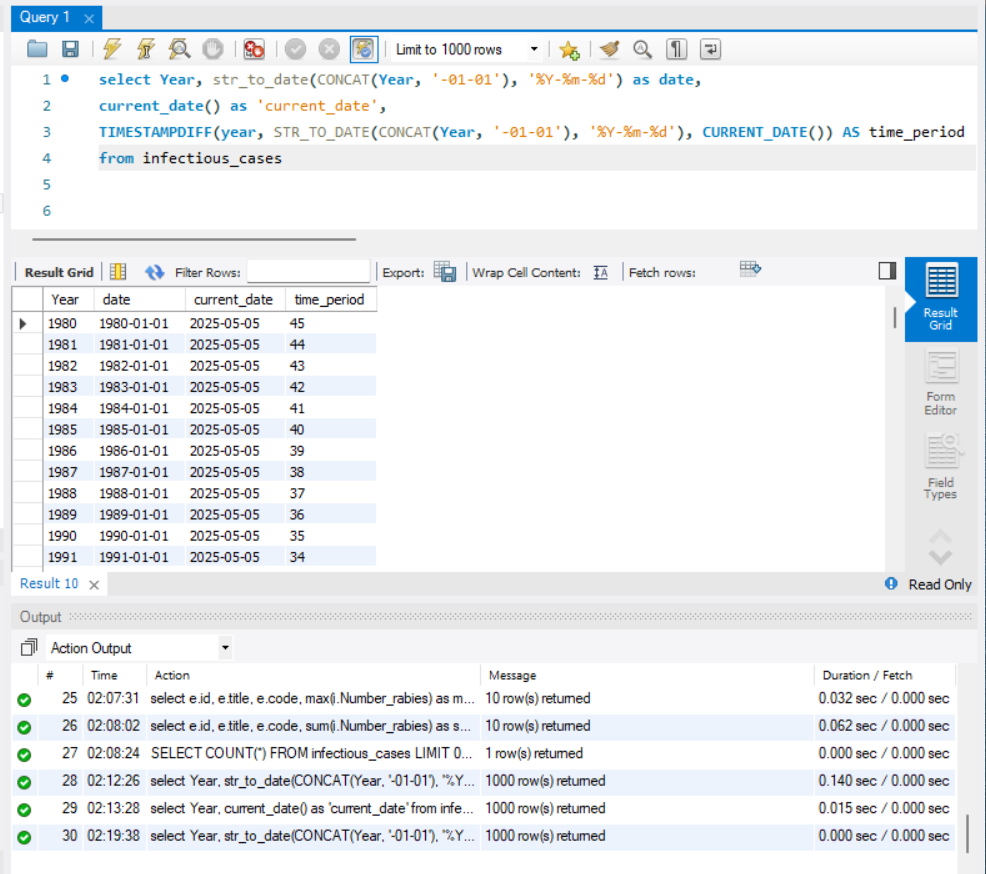 Query 1
Limit to 1000 rows
1 select Year, str_to_date(CONCAT(Year, '-01-01'), '%Y-%m-%d') as date,
2 current_date() as 'current_date',
3 TIMESTAMPDIFF(year, STR_TO_DATE(CONCAT(Year, '-01-01'), '%Y-%m-%d'), CURRENT_DATE()) AS time_period
4 from infectious_cases
5
6
Result Grid Filter Rows: Export: Wrap Cell Content: Fetch rows:
Year date current_date time_period
1980 1980-01-01 2025-05-05 45
1981 1981-01-01 2025-05-05 44
1982 1982-01-01 2025-05-05 43
1983 1983-01-01 2025-05-05 42
1984 1984-01-01 2025-05-05 41
1985 1985-01-01 2025-05-05 40
1986 1986-01-01 2025-05-05 39
1987 1987-01-01 2025-05-05 38
1988 1988-01-01 2025-05-05 37
1989 1989-01-01 2025-05-05 36
1990 1990-01-01 2025-05-05 35
1991 1991-01-01 2025-05-05 34
Result
Grid
Form
Editor
Field
Types
Result 10 Read Only
Output
Action Output
# Time Action Message Duration / Fetch
25 02:07:31 select e.id, e.title, e.code, max(i.Number_rabies) as m... 10 row(s) returned 0.032 sec / 0.000 sec
26 02:08:02 select e.id, e.title, e.code, sum(i.Number_rabies) as s... 10 row(s) returned 0.062 sec / 0.000 sec
27 02:08:24 SELECT COUNT(*) FROM infectious_cases LIMIT 0... 1 row(s) returned 0.000 sec / 0.000 sec
28 02:12:26 select Year, str_to_date(CONCAT(Year, '-01-01'), '%Y... 1000 row(s) returned 0.140 sec / 0.000 sec
29 02:13:28 select Year, current_date() as 'current_date' from infe... 1000 row(s) returned 0.015 sec / 0.000 sec
30 02:19:38 select Year, str_to_date(CONCAT(Year, '-01-01'), '%Y... 1000 row(s) returned 0.000 sec / 0.000 sec